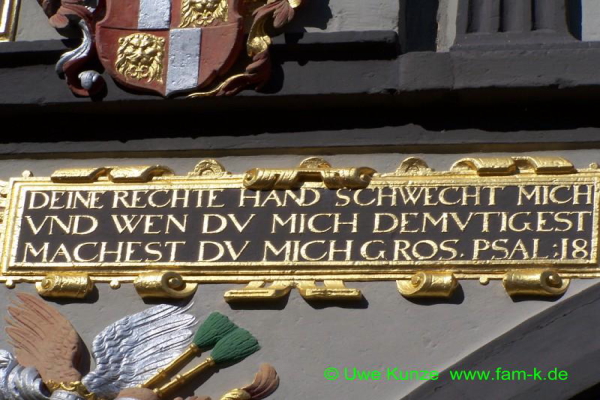 DEINE RECHTE HAND SCHWECHT MICH
VND WEN DV MICH DEMVTIGEST
MACHEST DV MICH GROS. PSAL: 18
© Uwe Kunze www.fam-k.de